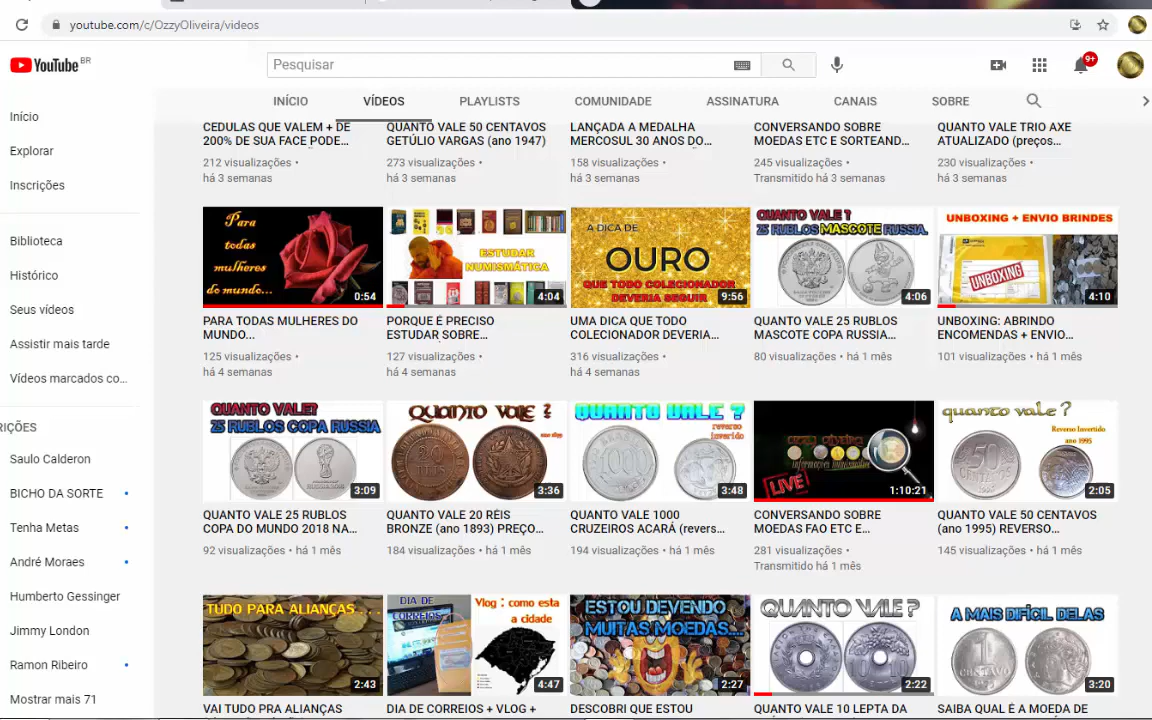 youtube.com/c/OzzyOliveira/videos
YouTube BR
Pesquisar
9+
INÍCIO VÍDEOS PLAYLISTS COMUNIDADE ASSINATURA CANAIS SOBRE
Início
Explorar
Inscrições
Biblioteca
Histórico
Seus vídeos
Assistir mais tarde
Vídeos marcados co...
RIÇÕES
Saulo Calderon
BICHO DA SORTE
Tenha Metas
André Moraes
Humberto Gessinger
Jimmy London
Ramon Ribeiro
Mostrar mais 71
CEDULAS QUE VALEM + DE
200% DE SUA FACE PODE...
212 visualizações •
há 3 semanas
QUANTO VALE 50 CENTAVOS
GETÚLIO VARGAS (ano 1947)
273 visualizações •
há 3 semanas
LANÇADA A MEDALHA
MERCOSUL 30 ANOS DO...
158 visualizações •
há 3 semanas
CONVERSANDO SOBRE
MOEDAS ETC E SORTEAND...
245 visualizações •
Transmitido há 3 semanas
QUANTO VALE TRIO AXE
ATUALIZADO (preços...
230 visualizações •
há 3 semanas
Para
todas
mulheres
do mundo...
0:54
PARA TODAS MULHERES DO
MUNDO...
125 visualizações •
há 4 semanas
ESTUDAR
NUMISMÁTICA
4:04
PORQUE É PRECISO
ESTUDAR SOBRE...
127 visualizações •
há 4 semanas
A DICA DE
OURO
QUE TODO COLECIONADOR
DEVERIA SEGUIR
9:56
UMA DICA QUE TODO
COLECIONADOR DEVERIA...
316 visualizações •
há 4 semanas
QUANTO VALE ?
25 RUBLOS MASCOTE RUSSIA.
4:06
QUANTO VALE 25 RUBLOS
MASCOTE COPA RUSSIA...
80 visualizações • há 1 mês
UNBOXING + ENVIO BRINDES
UNBOXING
4:10
UNBOXING: ABRINDO
ENCOMENDAS + ENVIO...
101 visualizações • há 1 mês
QUANTO VALE?
25 RUBLOS COPA RUSSIA
3:09
QUANTO VALE 25 RUBLOS
COPA DO MUNDO 2018 NA...
92 visualizações • há 1 mês
QUANTO VALE ?
ano 1893
20
REIS
3:36
QUANTO VALE 20 RÉIS
BRONZE (ano 1893) PREÇO...
184 visualizações • há 1 mês
QUANTO VALE ?
reverso
invertido
1000
3:48
QUANTO VALE 1000
CRUZEIROS ACARÁ (revers...
194 visualizações • há 1 mês
ozzy oliveira
informações numismáticas
LIVE
1:10:21
CONVERSANDO SOBRE
MOEDAS FAO ETC E...
281 visualizações •
Transmitido há 1 mês
quanto vale ?
Reverso Invertido
ano 1995
50
2:05
QUANTO VALE 50 CENTAVOS
(ano 1995) REVERSO...
145 visualizações • há 1 mês
TUDO PARA ALIANÇAS ....
2:43
VAI TUDO PRA ALIANÇAS
DIA DE
CORREIOS
Vlog : como esta
a cidade
4:47
DIA DE CORREIOS + VLOG +
ESTOU DEVENDO
MUITAS MOEDAS....
2:27
DESCOBRI QUE ESTOU
QUANTO VALE ?
2:22
QUANTO VALE 10 LEPTA DA
A MAIS DIFÍCIL DELAS
1
3:20
SAIBA QUAL É A MOEDA DE